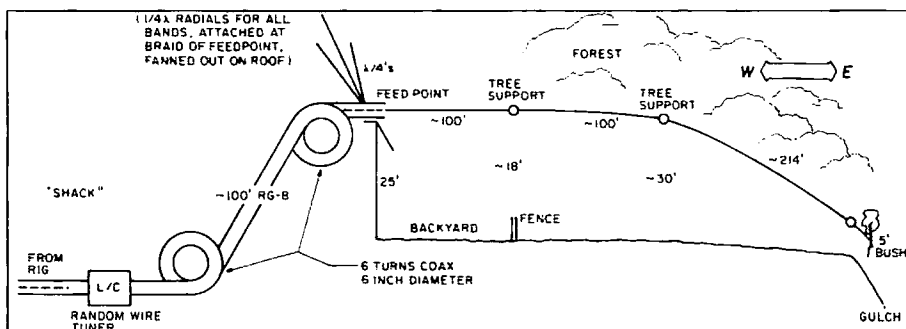 (1/4λ RADIALS FOR ALL
BANDS, ATTACHED AT
BRAID OF FEEDPOINT,
FANNED OUT ON ROOF)
λ/4's
FEED POINT
TREE
SUPPORT
FOREST
W
E
TREE
SUPPORT
~100'
~100'
~214'
"SHACK"
~100' RG-8
25'
~18'
~30'
FENCE
BACKYARD
5'
BUSH
FROM
RIG
L/C
6 TURNS COAX
6 INCH DIAMETER
RANDOM WIRE
TUNER
GULCH